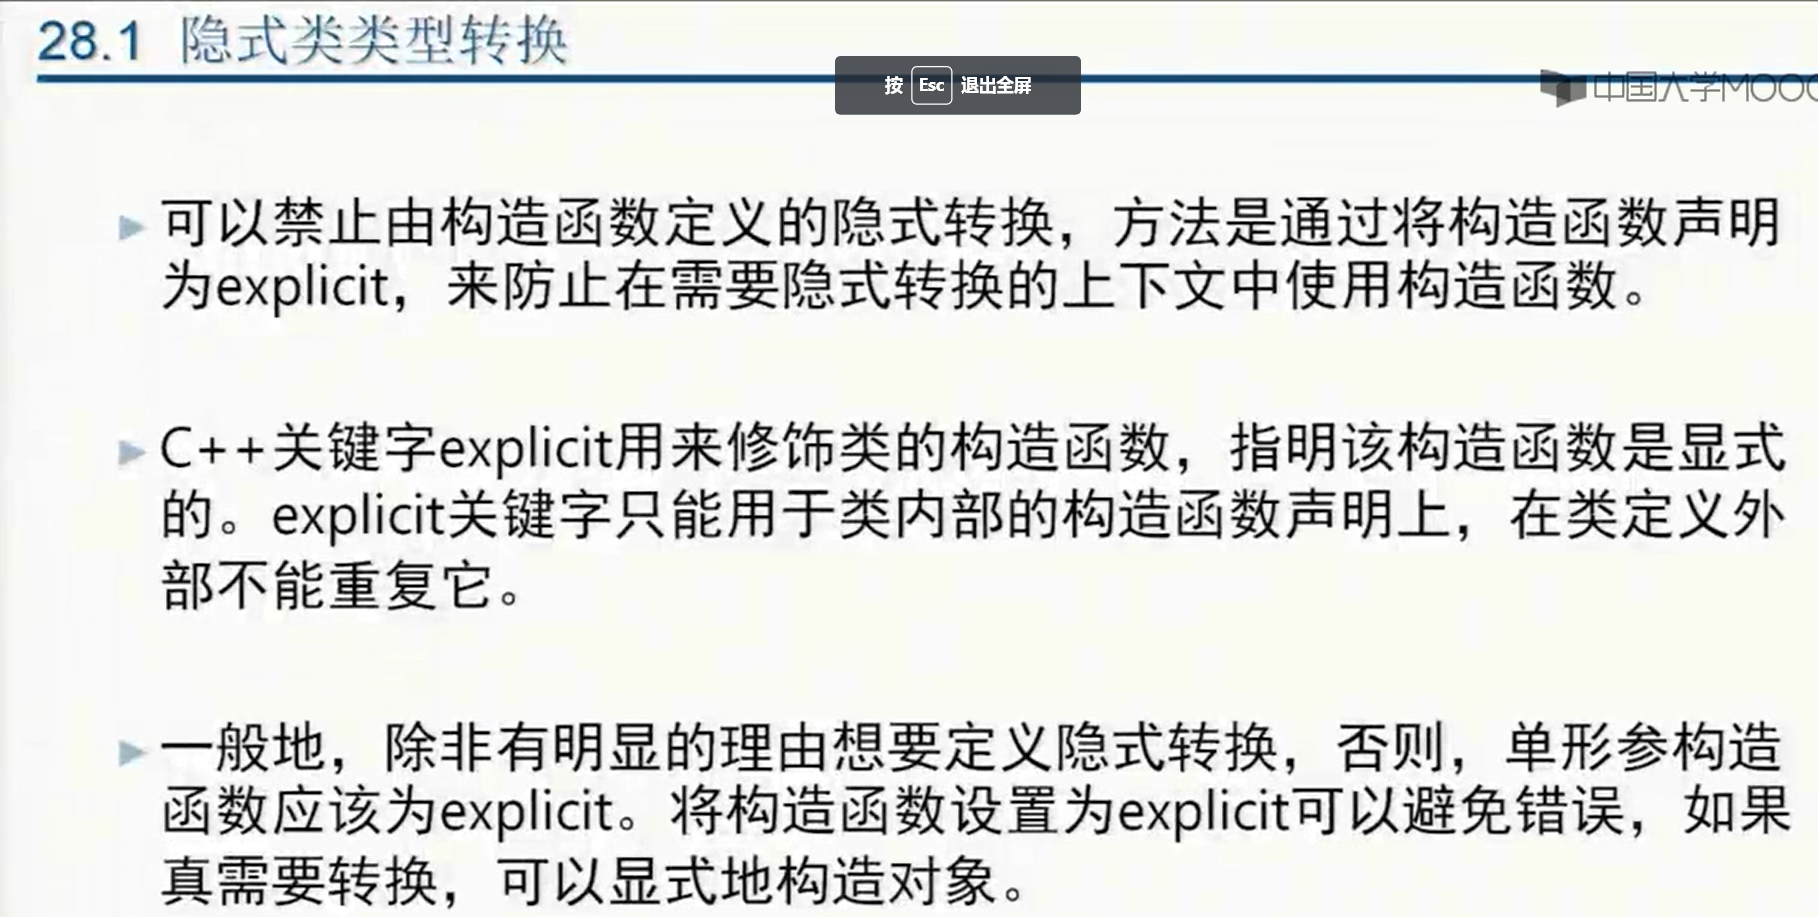 28.1 隐式类类型转换
按 Esc 退出全屏
中国大学MOOC
可以禁止由构造函数定义的隐式转换，方法是通过将构造函数声明
为explicit，来防止在需要隐式转换的上下文中使用构造函数。
C++关键字explicit用来修饰类的构造函数，指明该构造函数是显式
的。explicit关键字只能用于类内部的构造函数声明上，在类定义外
部不能重复它。
一般地，除非有明显的理由想要定义隐式转换，否则，单形参构造
函数应该为explicit。将构造函数设置为explicit可以避免错误，如果
真需要转换，可以显式地构造对象。